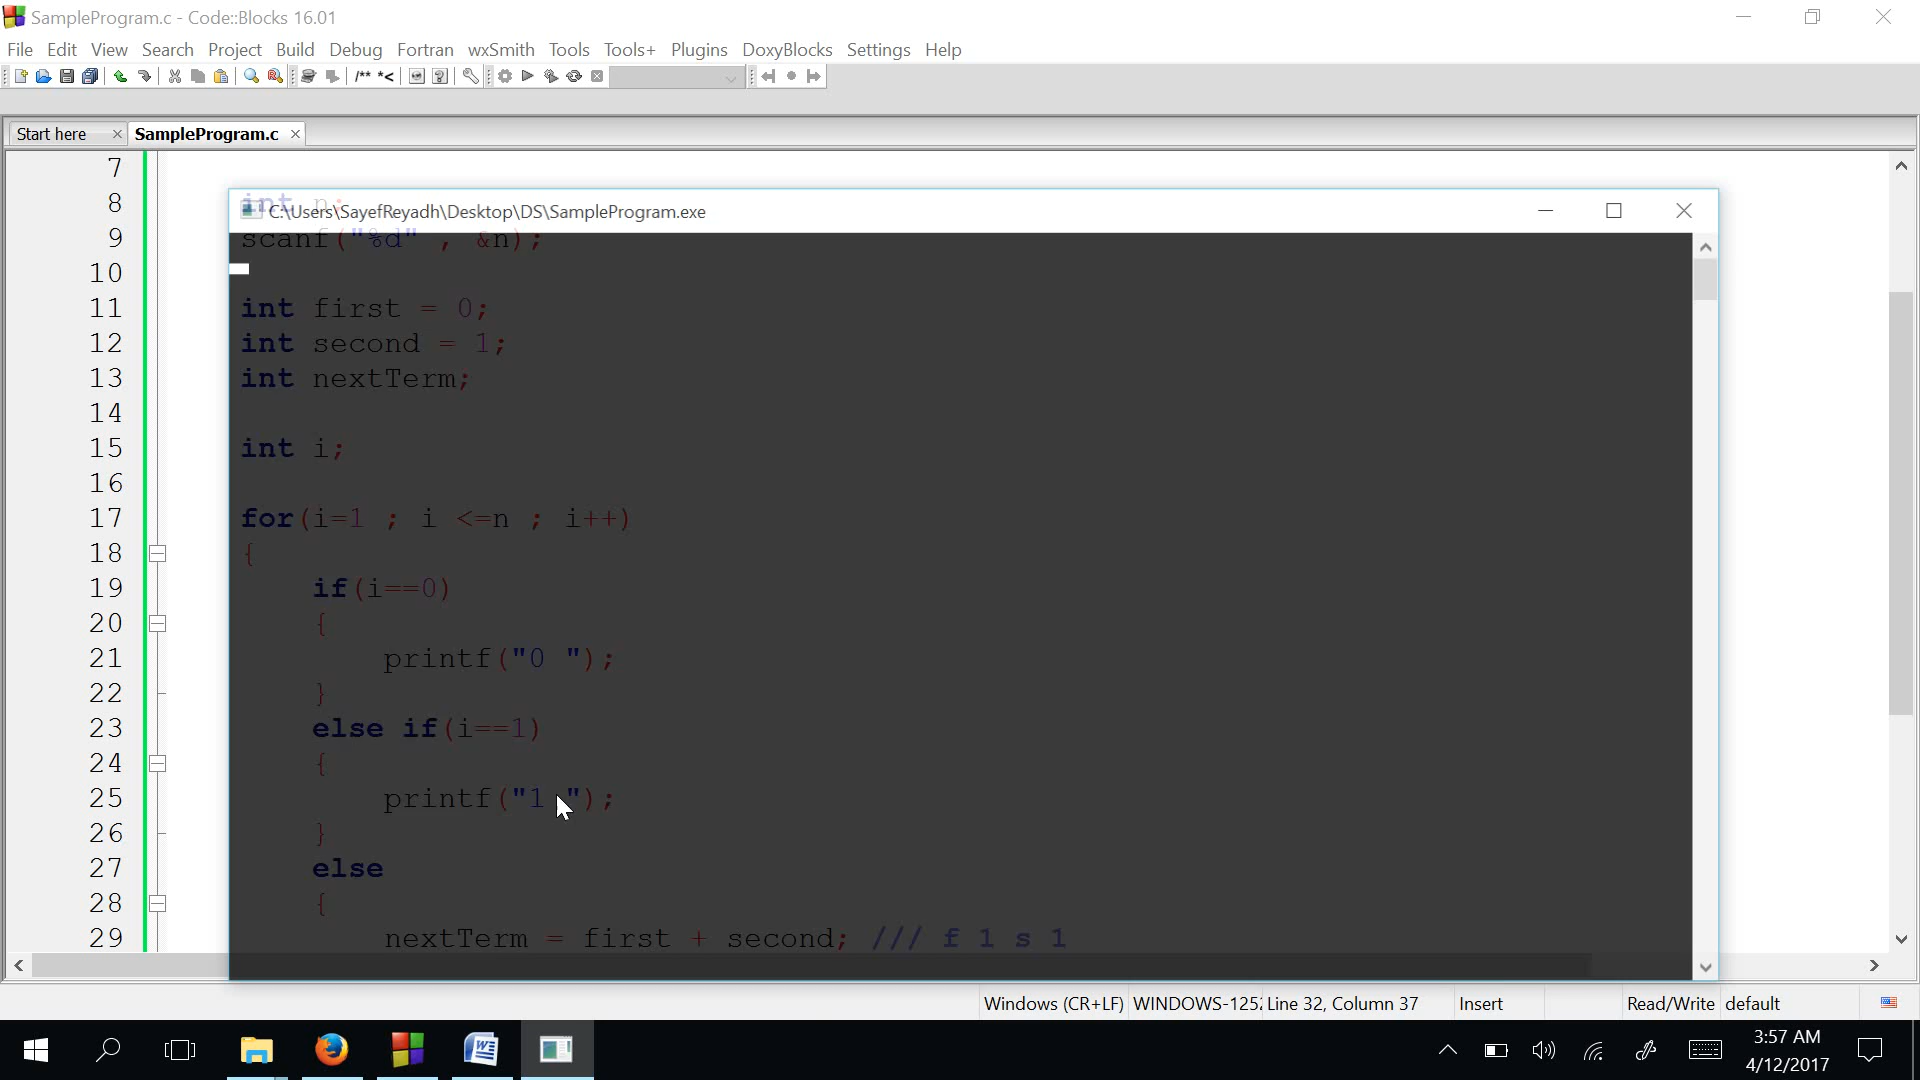 SampleProgram.c - Code::Blocks 16.01
File Edit View Search Project Build Debug Fortran wxSmith Tools Tools+ Plugins DoxyBlocks Settings Help
/** *<
Start here SampleProgram.c
7
8 int n;
C:\Users\SayefReyadh\Desktop\DS\SampleProgram.exe
9 scanf("%d" , &n);
10
11 int first = 0;
12 int second = 1;
13 int nextTerm;
14
15 int i;
16
17 for(i=1 ; i <=n ; i++)
18 {
19 if(i==0)
20 {
21 printf("0 ");
22 }
23 else if(i==1)
24 {
25 printf("1 ");
26 }
27 else
28 {
29 nextTerm = first + second; /// f 1 s 1
Windows (CR+LF) WINDOWS-1252 Line 32, Column 37 Insert Read/Write default
3:57 AM
4/12/2017